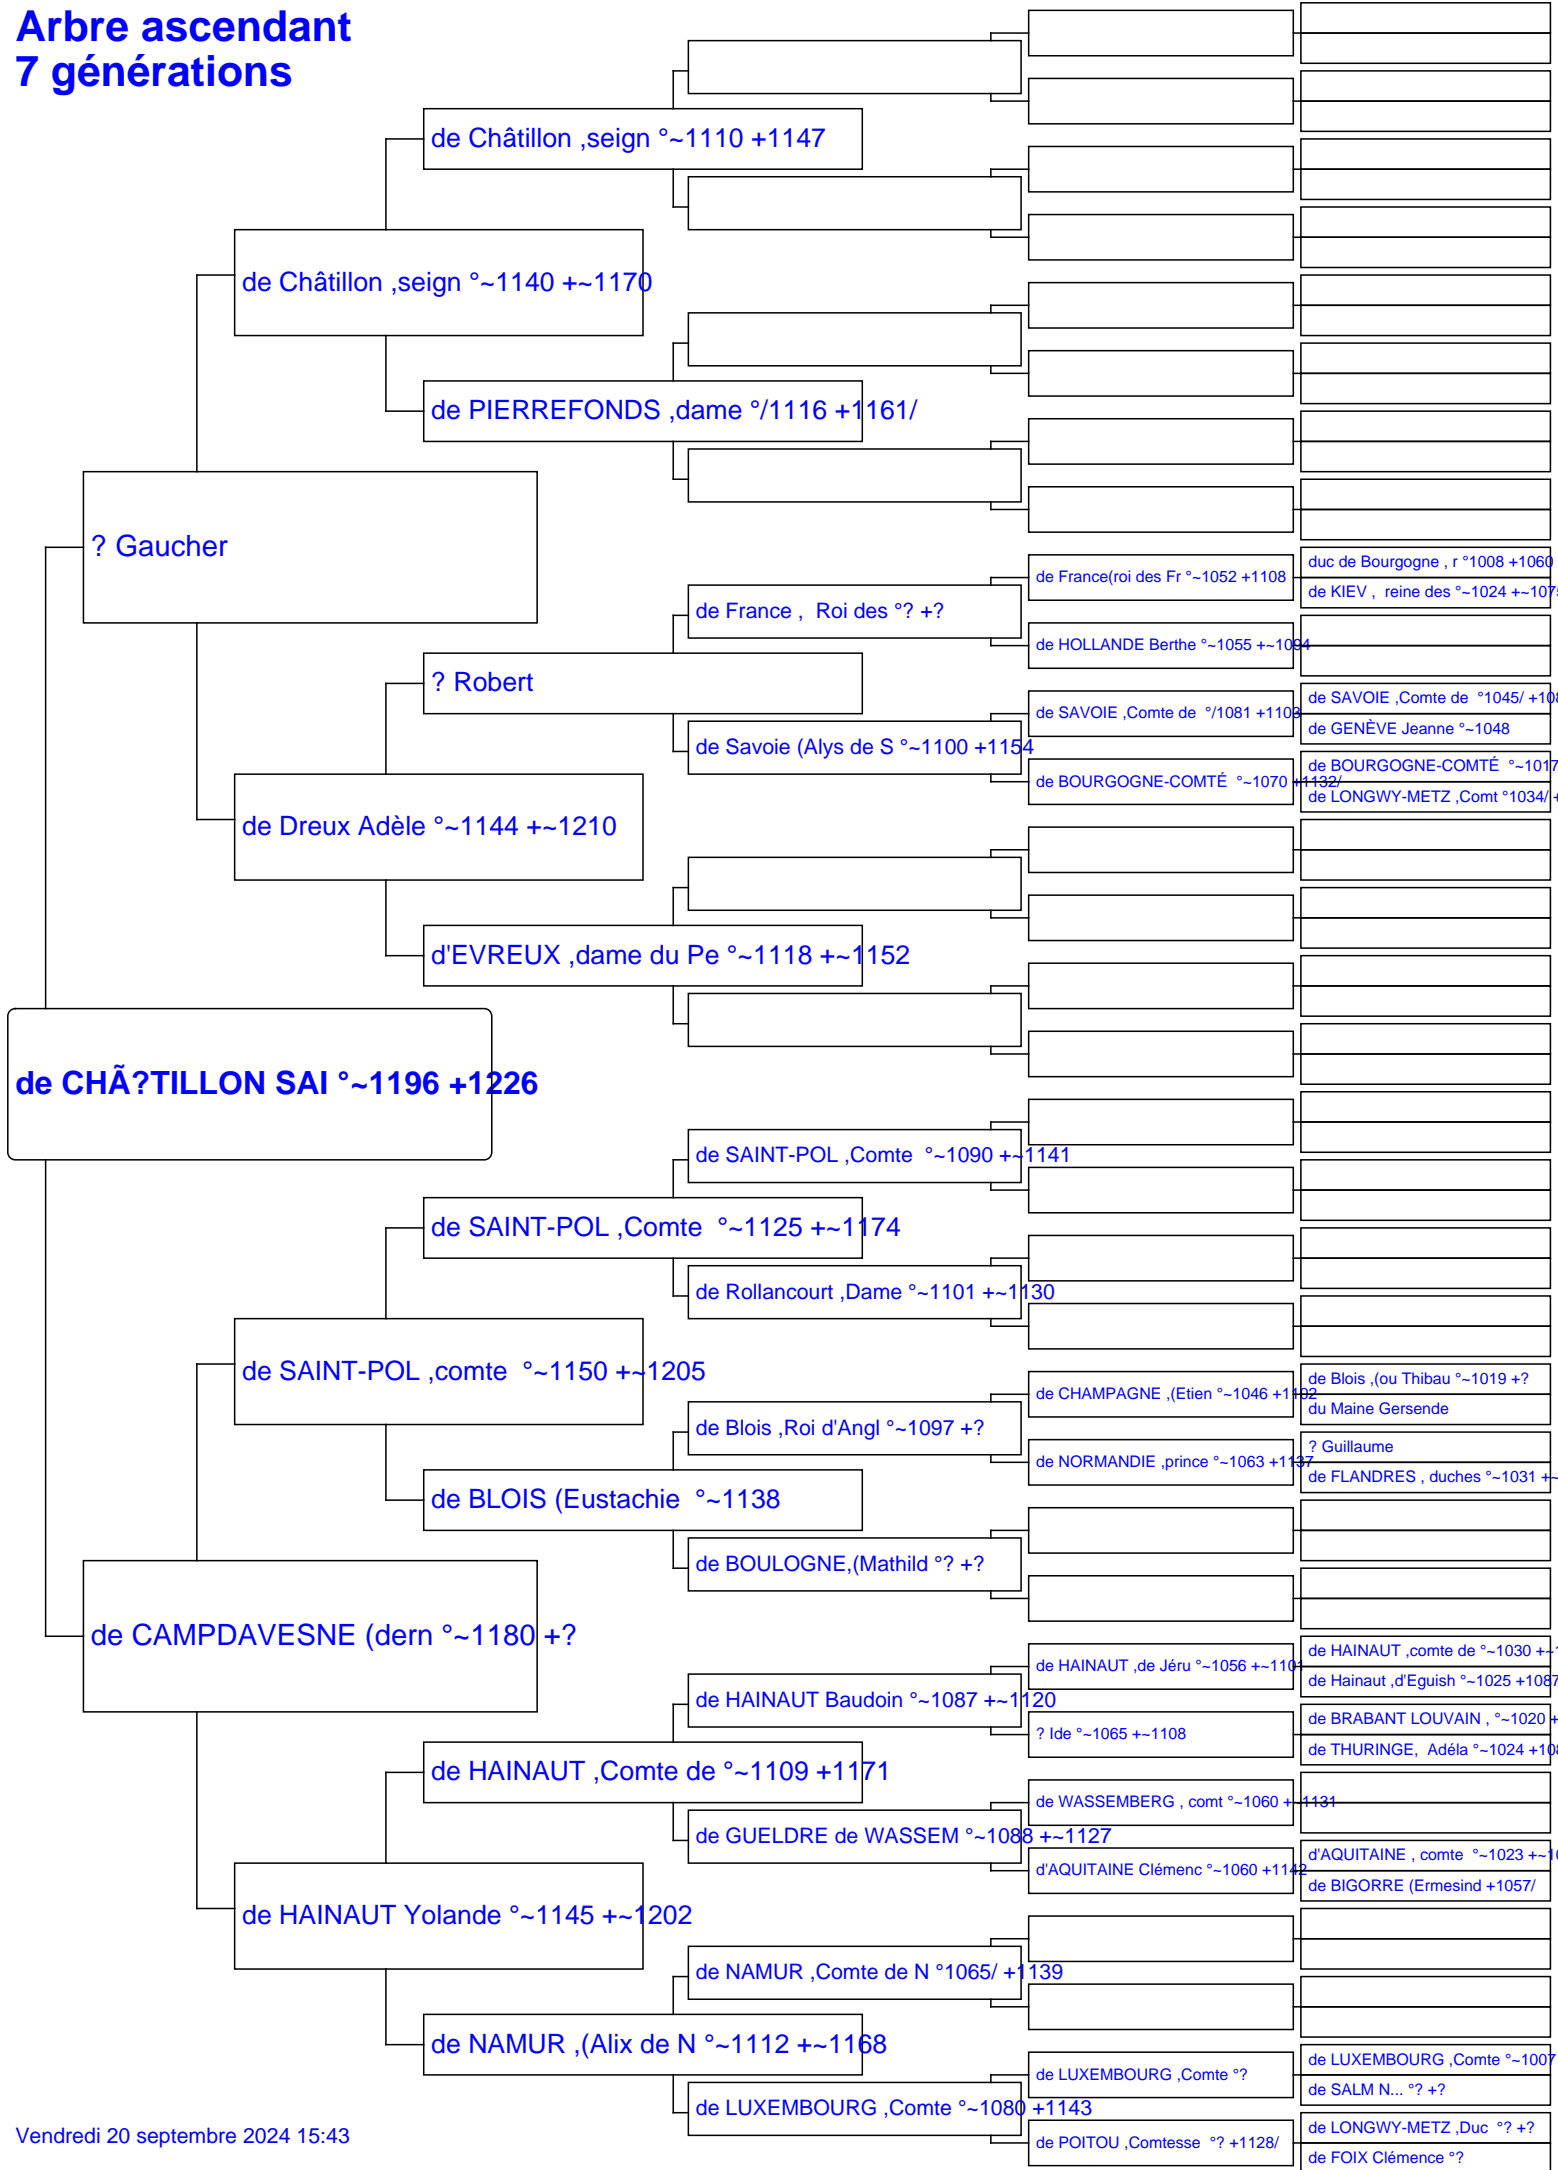 Arbre ascendant
7 générations
de Châtillon ,seign °~1110 +1147
de Châtillon ,seign °~1140 +~1170
de PIERREFONDS ,dame °/1116 +1161/
? Gaucher
de France(roi des Fr °~1052 +1108
duc de Bourgogne , r °1008 +1060
de KIEV , reine des °~1024 +~1075
de France , Roi des °? +?
de HOLLANDE Berthe °~1055 +~1094
? Robert
de SAVOIE ,Comte de °/1081 +1103
de SAVOIE ,Comte de °1045/ +108
de GENÈVE Jeanne °~1048
de Savoie (Alys de S °~1100 +1154
de BOURGOGNE-COMTÉ °~1070 +1132/
de BOURGOGNE-COMTÉ °~1017
de LONGWY-METZ ,Comt °1034/ +
de Dreux Adèle °~1144 +~1210
d'EVREUX ,dame du Pe °~1118 +~1152
de CHÃ?TILLON SAI °~1196 +1226
de SAINT-POL ,Comte °~1090 +~1141
de SAINT-POL ,Comte °~1125 +~1174
de Rollancourt ,Dame °~1101 +~1130
de SAINT-POL ,comte °~1150 +~1205
de CHAMPAGNE ,(Etien °~1046 +1102
de Blois ,(ou Thibau °~1019 +?
du Maine Gersende
de Blois ,Roi d'Angl °~1097 +?
de NORMANDIE ,prince °~1063 +1137
? Guillaume
de FLANDRES , duches °~1031 +~
de BLOIS (Eustachie °~1138
de BOULOGNE,(Mathild °? +?
de CAMPDAVESNE (dern °~1180 +?
de HAINAUT ,de Jéru °~1056 +~1101
de HAINAUT ,comte de °~1030 +~1
de Hainaut ,d'Eguish °~1025 +1087
de HAINAUT Baudoin °~1087 +~1120
? Ide °~1065 +~1108
de BRABANT LOUVAIN , °~1020 +
de THURINGE, Adéla °~1024 +108
de HAINAUT ,Comte de °~1109 +1171
de WASSEMBERG , comt °~1060 +~1131
de GUELDRE de WASSEM °~1088 +~1127
d'AQUITAINE Clémenc °~1060 +1142
d'AQUITAINE , comte °~1023 +~10
de BIGORRE (Ermesind +1057/
de HAINAUT Yolande °~1145 +~1202
de NAMUR ,Comte de N °1065/ +1139
de NAMUR ,(Alix de N °~1112 +~1168
de LUXEMBOURG ,Comte °?
de LUXEMBOURG ,Comte °~1007
de SALM N... °? +?
de LUXEMBOURG ,Comte °~1080 +1143
de POITOU ,Comtesse °? +1128/
de LONGWY-METZ ,Duc °? +?
de FOIX Clémence °?
Vendredi 20 septembre 2024 15:43